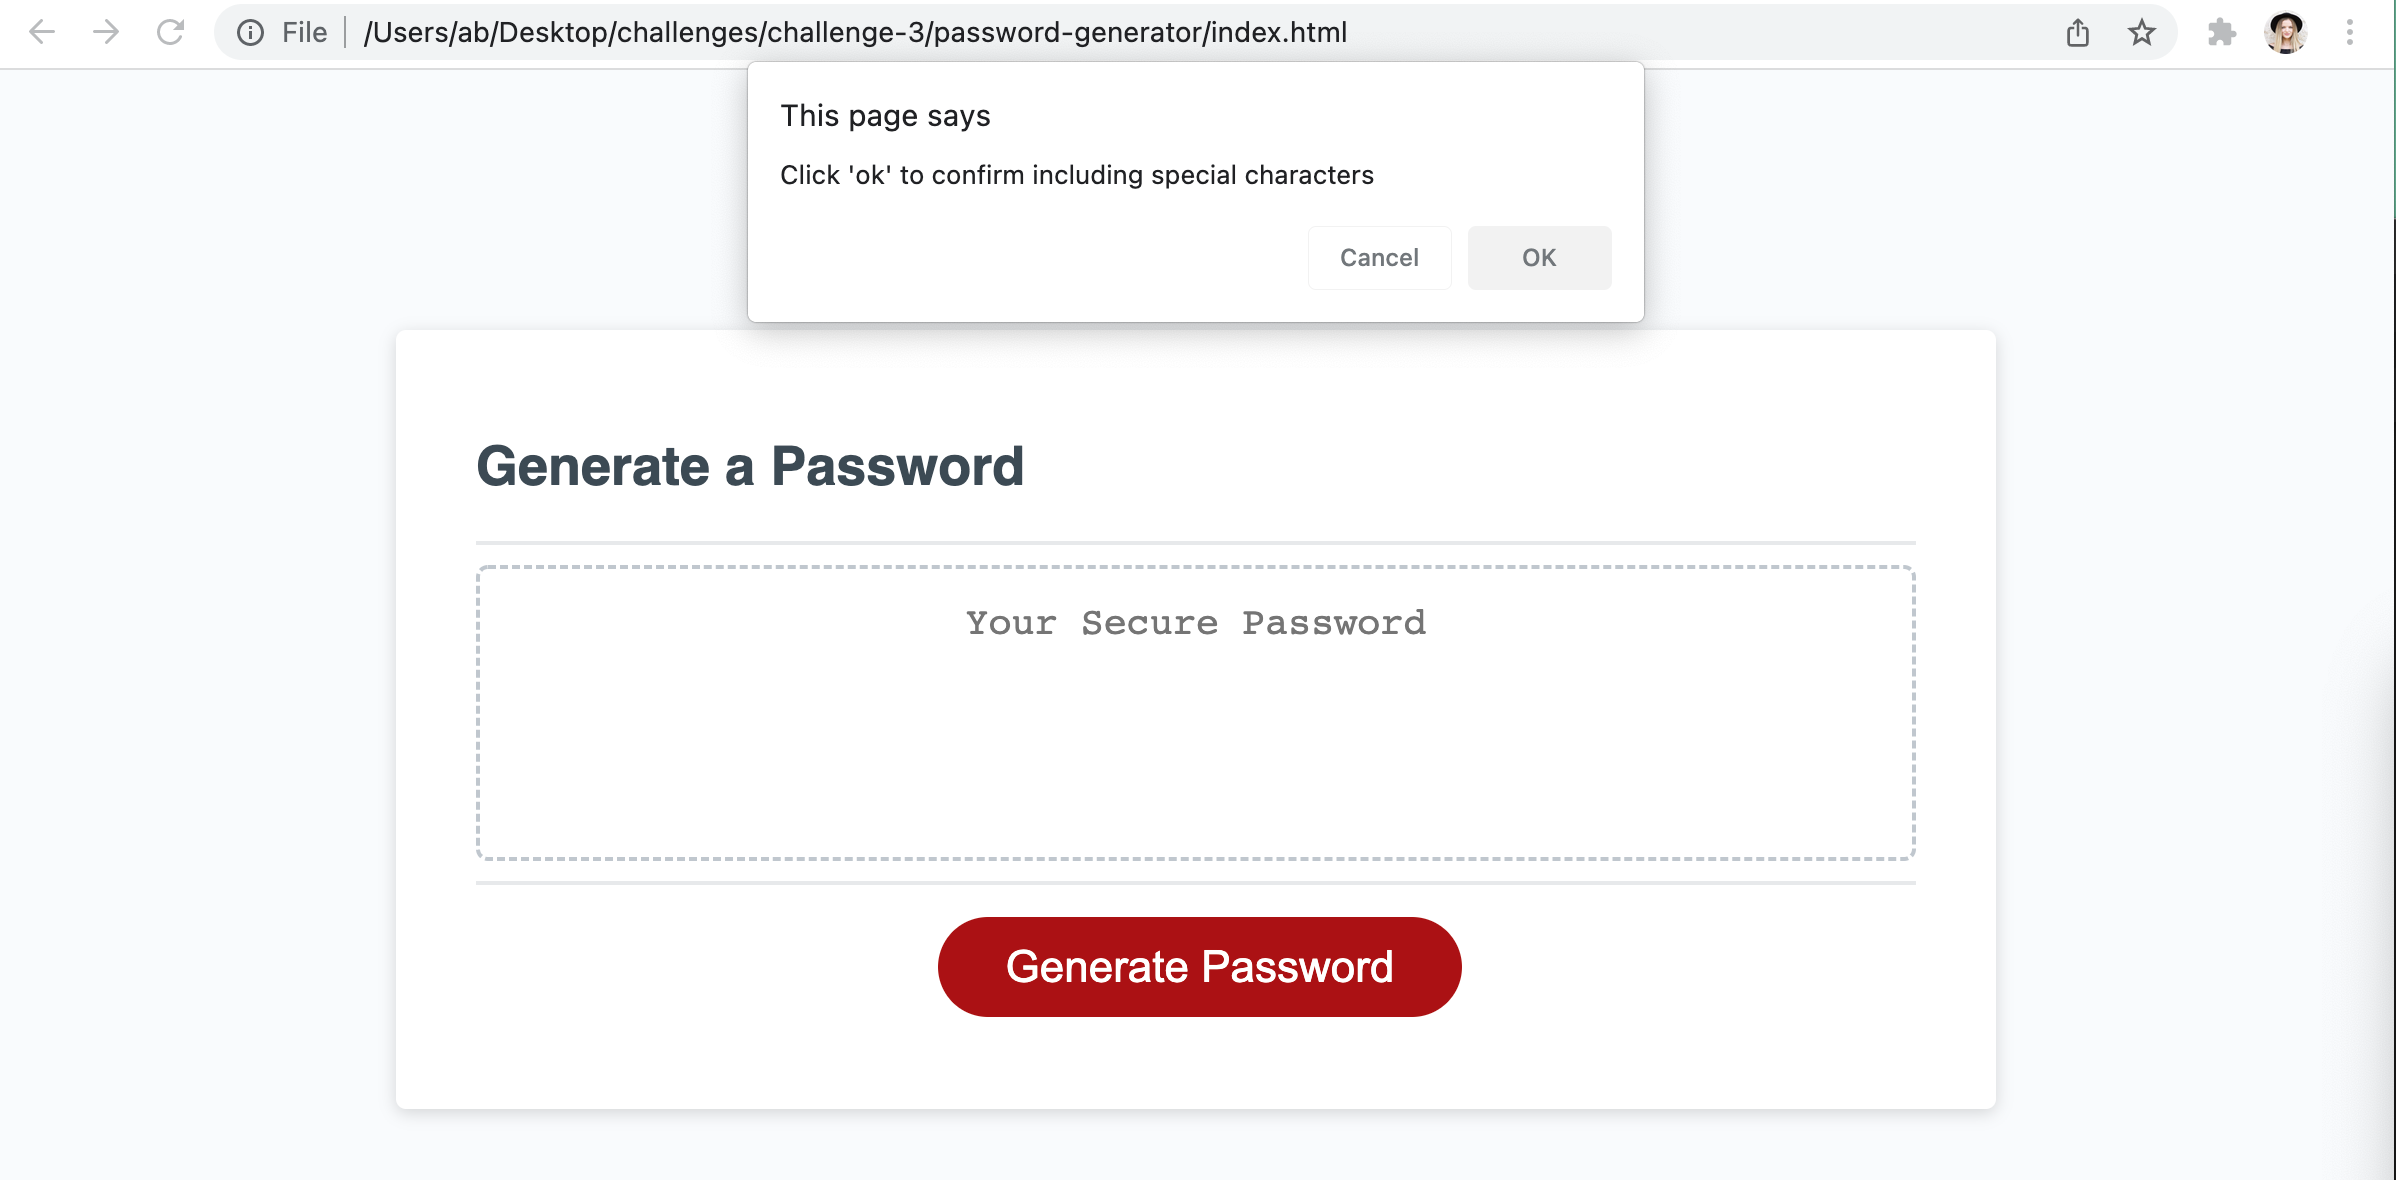 File | /Users/ab/Desktop/challenges/challenge-3/password-generator/index.html
This page says
Click 'ok' to confirm including special characters
Cancel OK
Generate a Password
Your Secure Password
Generate Password